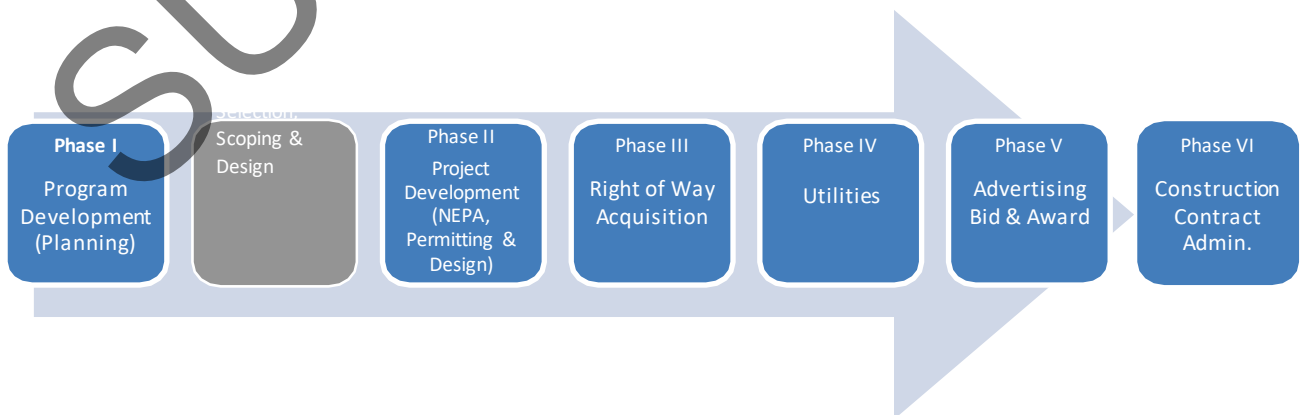 Phase I
Program
Development
(Planning)
Selection,
Scoping &
Design
Phase II
Project
Development
(NEPA,
Permitting &
Design)
Phase III
Right of Way
Acquisition
Phase IV
Utilities
Phase V
Advertising
Bid & Award
Phase VI
Construction
Contract
Admin.